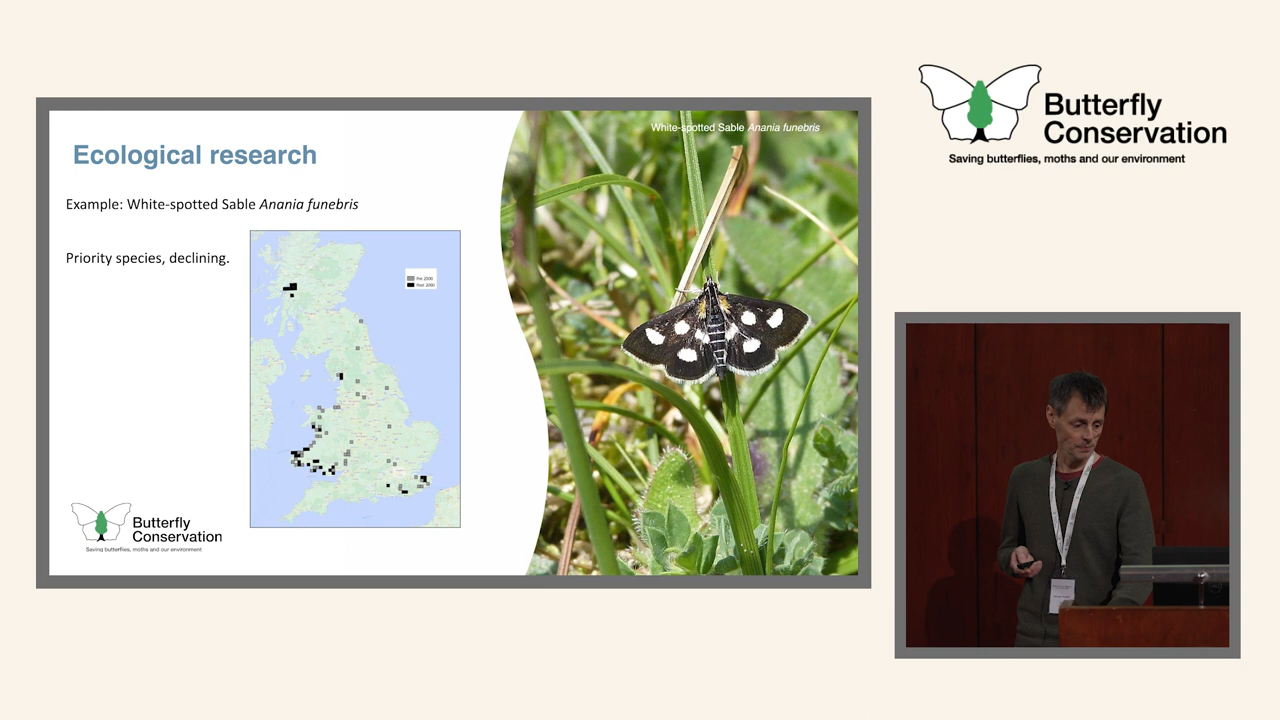 Ecological research
Example: White-spotted Sable Anania funebris
Priority species, declining.
Pre 2000
Post 2000
White-spotted Sable Anania funebris
Butterfly
Conservation
Saving butterflies, moths and our environment
Butterfly
Conservation
Saving butterflies, moths and our environment